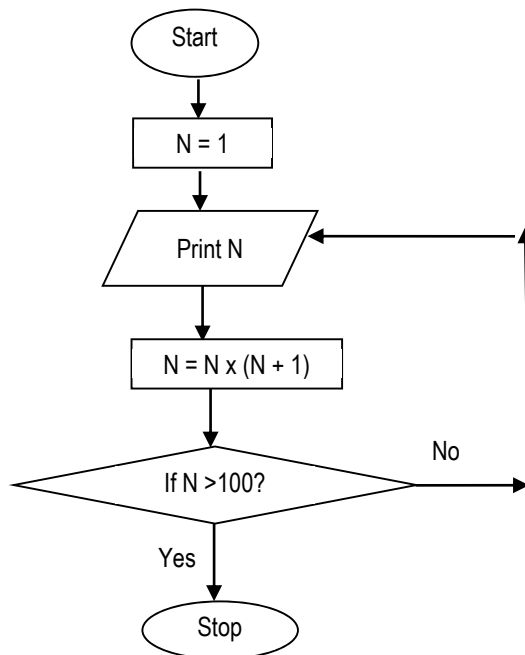 Start
N = 1
Print N
N = N x (N + 1)
If N >100?
No
Yes
Stop